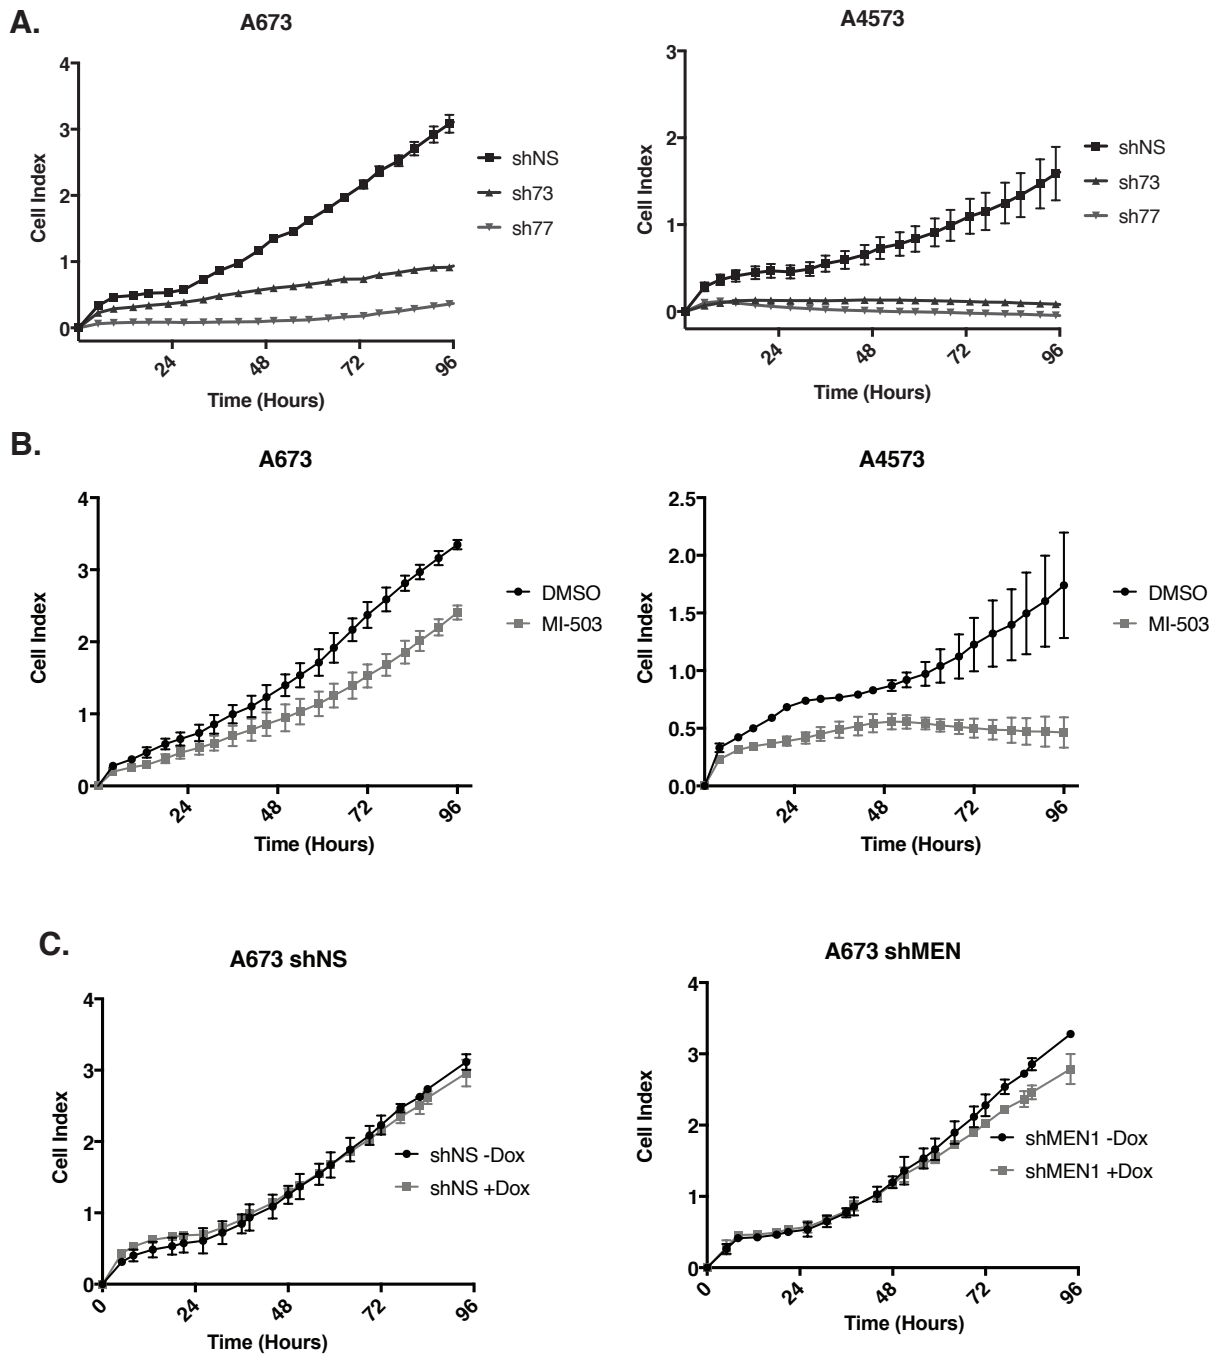 A.
A673
4
3
2
1
0
Cell Index
24
48
72
96
Time (Hours)
shNS
sh73
sh77
A4573
3
2
1
0
Cell Index
24
48
72
96
Time (Hours)
shNS
sh73
sh77
B.
A673
4
3
2
1
0
Cell Index
24
48
72
96
Time (Hours)
DMSO
MI-503
A4573
2.5
2.0
1.5
1.0
0.5
0.0
Cell Index
24
48
72
96
Time (Hours)
DMSO
MI-503
C.
A673 shNS
4
3
2
1
0
Cell Index
0
24
48
72
96
Time (Hours)
shNS -Dox
shNS +Dox
A673 shMEN
4
3
2
1
0
Cell Index
0
24
48
72
96
Time (Hours)
shMEN1 -Dox
shMEN1 +Dox